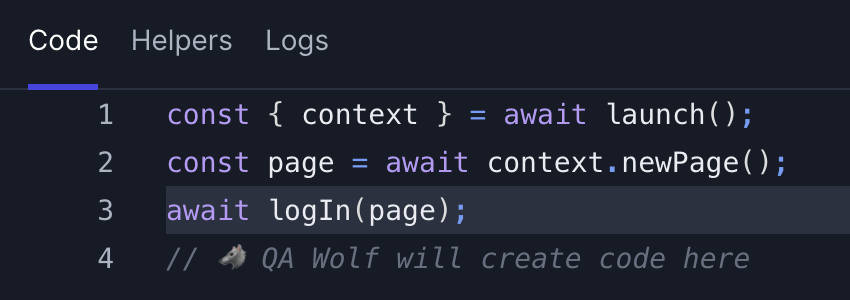 Code Helpers Logs
1 const { context } = await launch();
2 const page = await context.newPage();
3 await logIn(page);
4 // 🐺 QA Wolf will create code here